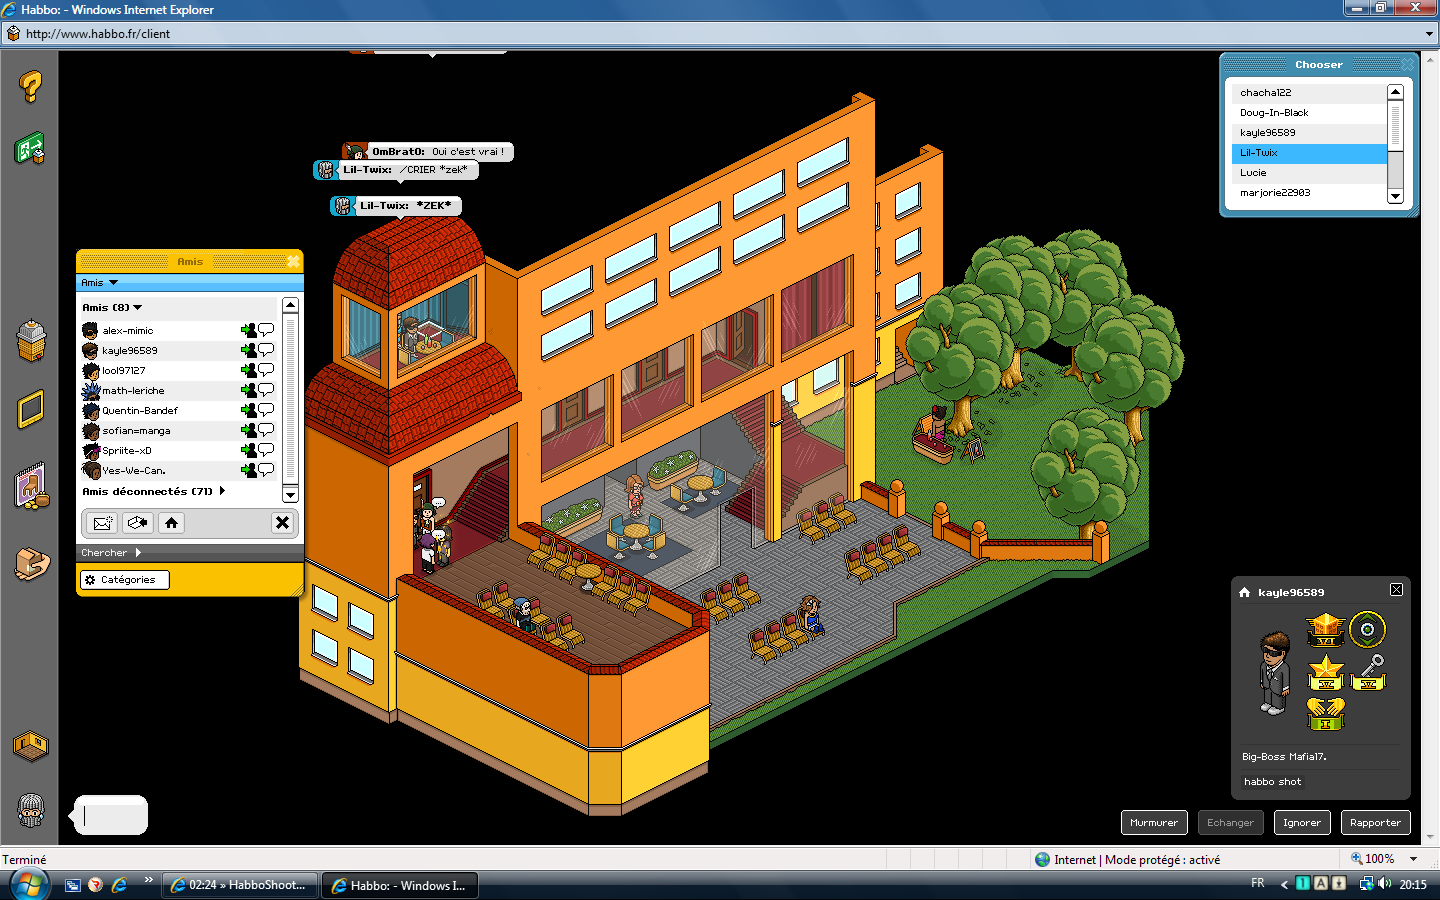 Habbo: - Windows Internet Explorer
http://www.habbo.fr/client
OmBratO: Oui c'est vrai !
Lil-Twix: /CRIER *zek*
Lil-Twix: *ZEK*
Chooser
chacha122
Doug-In-Black
kayle96589
Lil-Twix
Lucie
marjorie22903
Amis
Amis
Amis (8)
alex-mimic
kayle96589
lool97127
math-leriche
Quentin-Bandef
sofian=manga
Spriite-xD
Yes-We-Can.
Amis déconnectés (71)
Chercher
Catégories
kayle96589
Big-Boss Mafia17.
habbo shot
Murmurer
Echanger
Ignorer
Rapporter
Terminé
Internet | Mode protégé : activé
100%
02:24 » HabboShoot...
Habbo: - Windows I...
FR
1 A
20:15